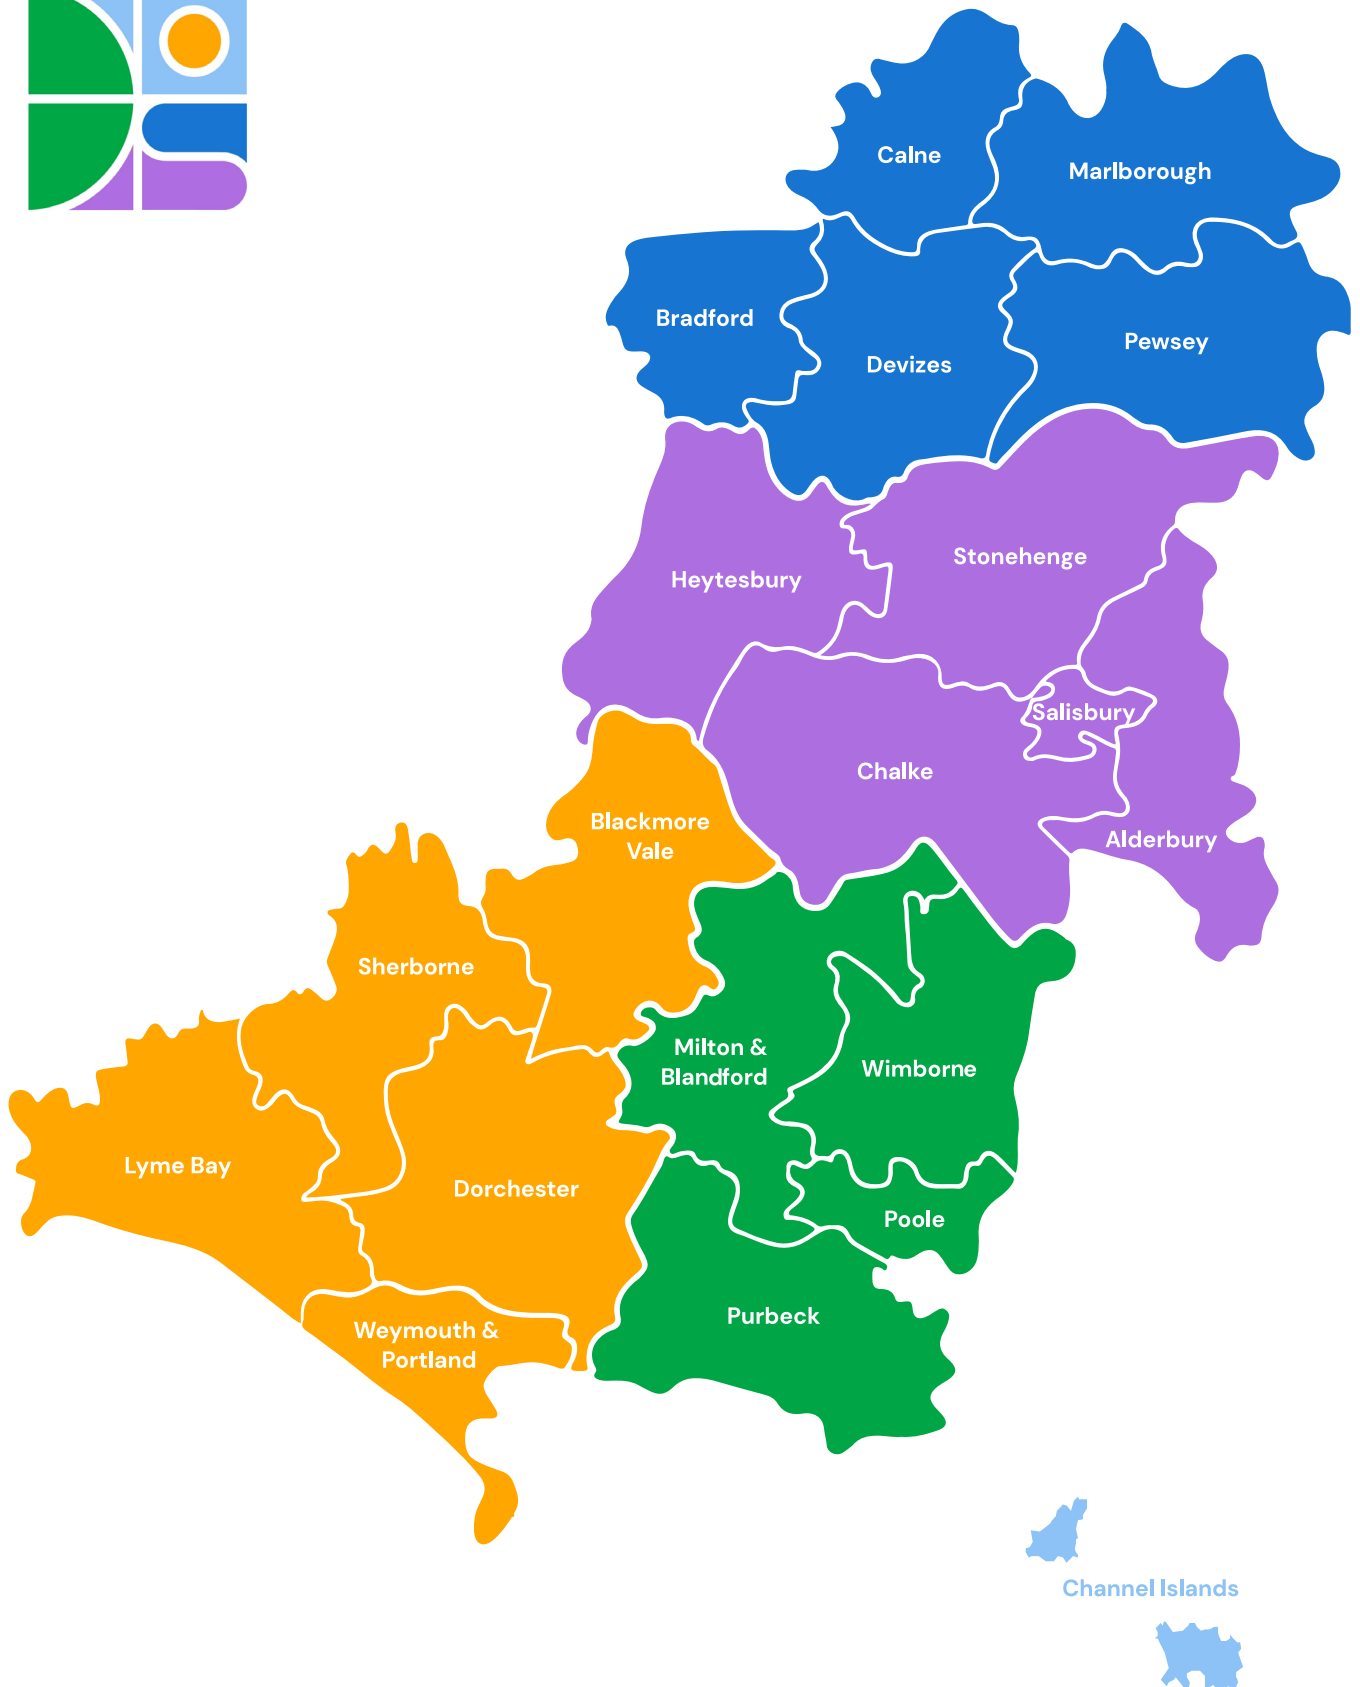 Calne
Marlborough
Bradford
Devizes
Pewsey
Heytesbury
Stonehenge
Salisbury
Chalke
Alderbury
Blackmore
Vale
Sherborne
Milton &
Blandford
Wimborne
Lyme Bay
Dorchester
Poole
Purbeck
Weymouth &
Portland
Channel Islands